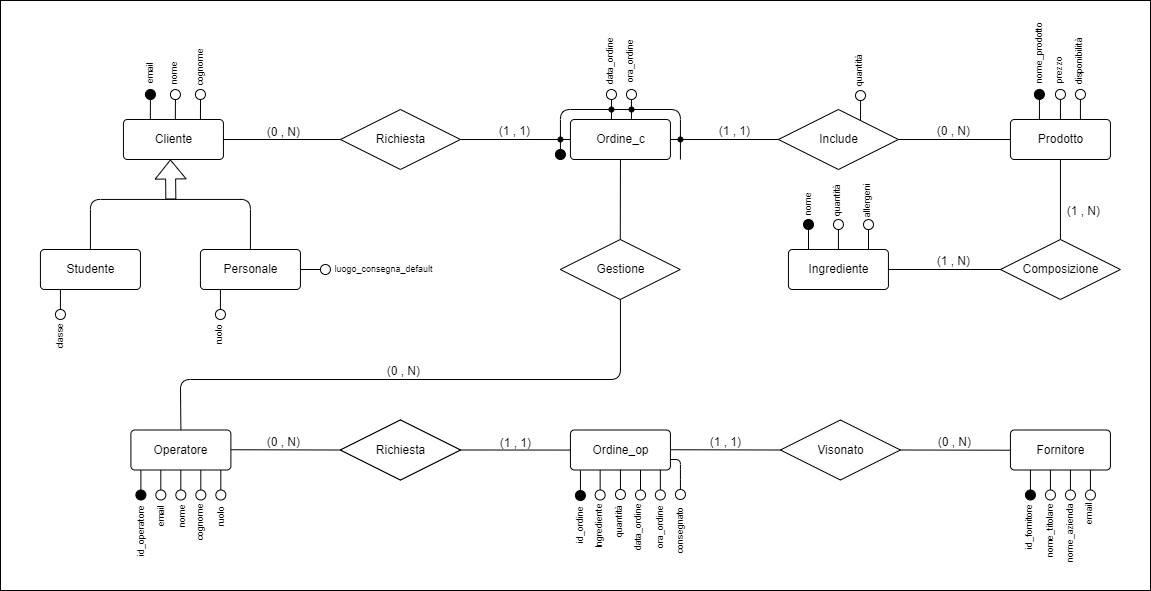 email
nome
cognome
data_ordine
ora_ordine
quantità
nome_prodotto
prezzo
disponibilità
Cliente
(0 , N)
Richiesta
(1 , 1)
Ordine_c
(1 , 1)
Include
(0 , N)
Prodotto
nome
quantità
allergeni
(1 , N)
Studente
Personale
luogo_consegna_default
Gestione
Ingrediente
(1 , N)
Composizione
classe
ruolo
(0 , N)
Operatore
(0 , N)
Richiesta
(1 , 1)
Ordine_op
(1 , 1)
Visonato
(0 , N)
Fornitore
id_operatore
email
nome
cognome
ruolo
id_ordine
Ingrediente
quantità
data_ordine
ora_ordine
consegnato
id_fornitore
nome_titolare
nome_azienda
email